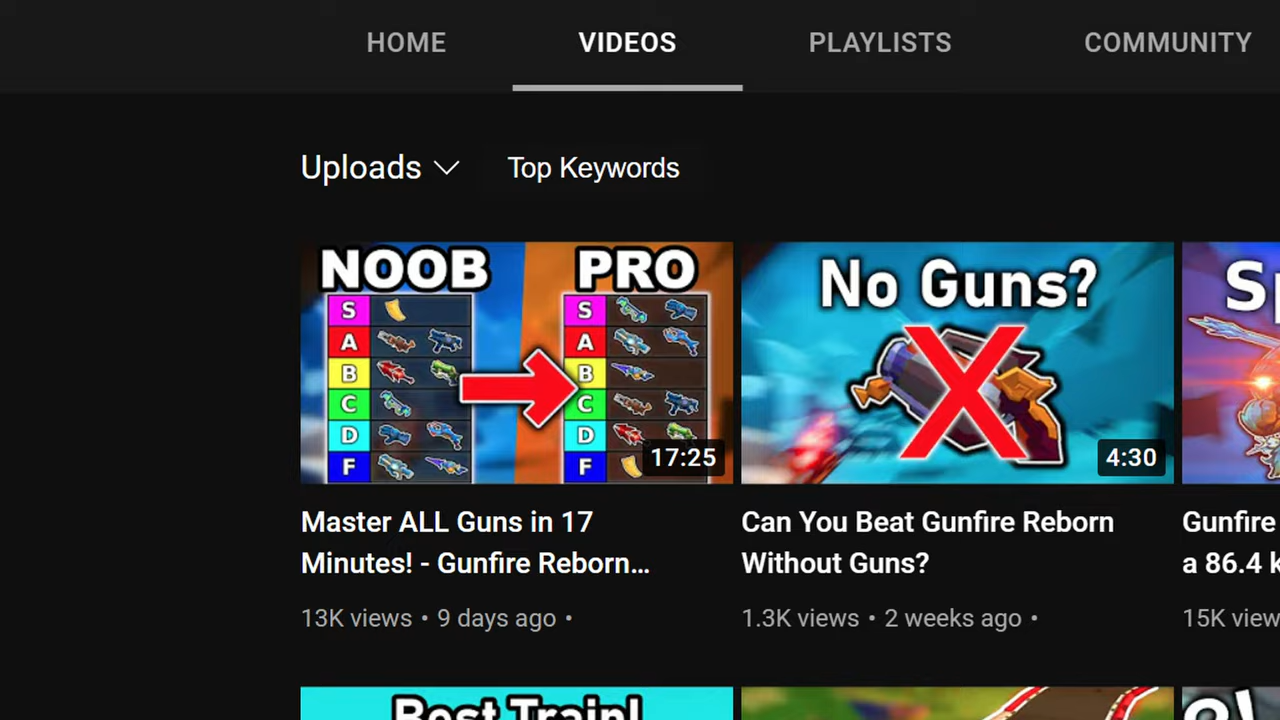 HOME VIDEOS PLAYLISTS COMMUNITY
Uploads Top Keywords
NOOB PRO
S S
A A
B B
C C
D D
F F
17:25
No Guns?
4:30
Master ALL Guns in 17
Minutes! - Gunfire Reborn...
13K views • 9 days ago •
Can You Beat Gunfire Reborn
Without Guns?
1.3K views • 2 weeks ago •
Gunfire
a 86.4 k
15K view
Best Train!